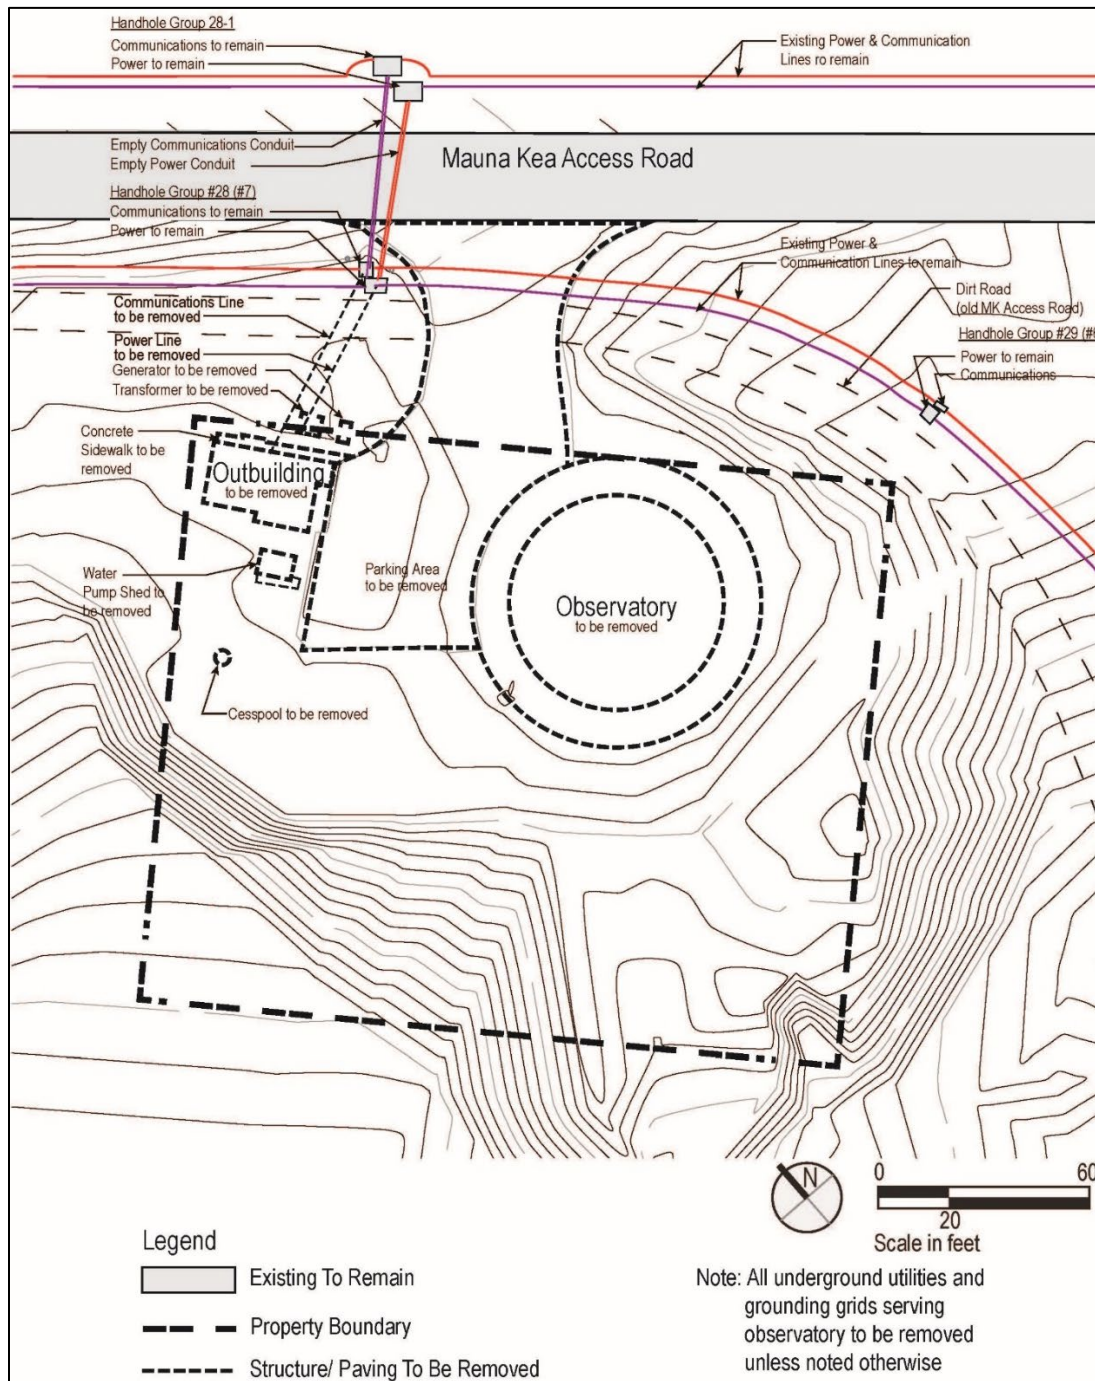 Handhole Group 28-1
Communications to remain
Power to remain
Existing Power & Communication
Lines ro remain
Empty Communications Conduit
Empty Power Conduit
Mauna Kea Access Road
Handhole Group #28 (#7)
Communications to remain
Power to remain
Existing Power &
Communication Lines to remain
Dirt Road
(old MK Access Road)
Communications Line
to be removed
Power Line
to be removed
Generator to be removed
Transformer to be removed
Handhole Group #29 (#6
Power to remain
Communications
Concrete
Sidewalk to be
removed
Outbuilding
to be removed
Water
Pump Shed to
be removed
Parking Area
to be removed
Observatory
to be removed
Cesspool to be removed
N
0
60
20
Scale in feet
Legend
Existing To Remain
Property Boundary
Structure/ Paving To Be Removed
Note: All underground utilities and
grounding grids serving
observatory to be removed
unless noted otherwise